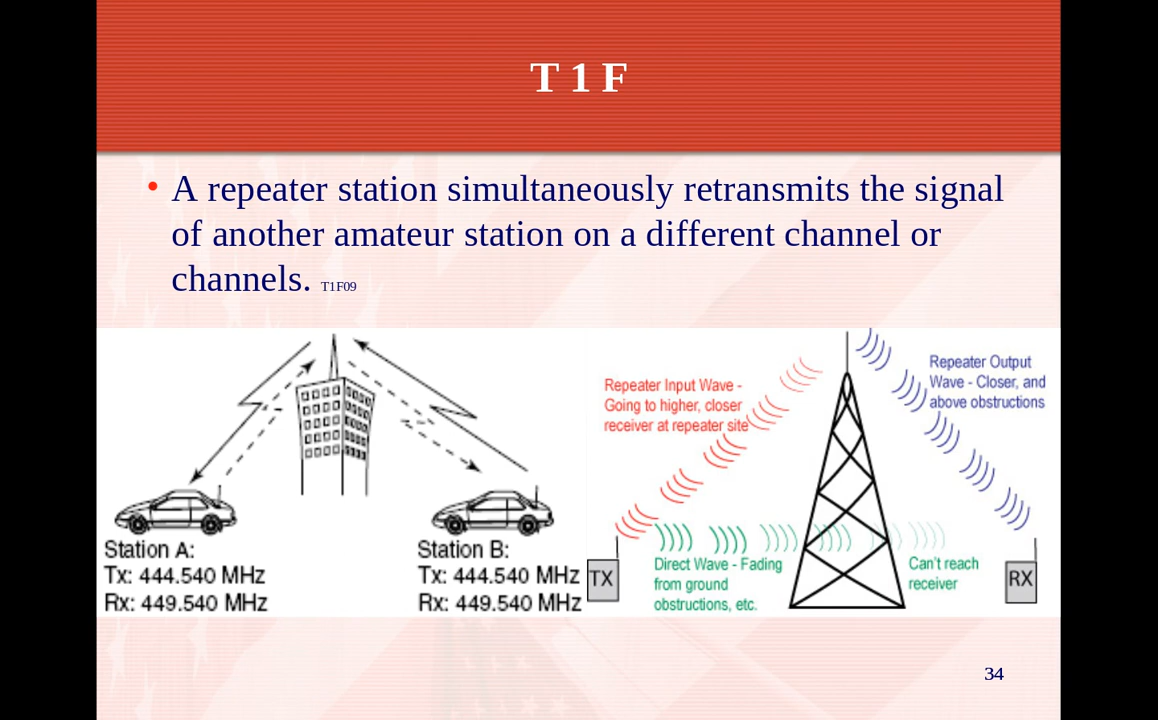 T 1 F
• A repeater station simultaneously retransmits the signal
of another amateur station on a different channel or
channels. T1F09
Station A:
Tx: 444.540 MHz
Rx: 449.540 MHz
Station B:
Tx: 444.540 MHz
Rx: 449.540 MHz
Repeater Input Wave -
Going to higher, closer
receiver at repeater site
Repeater Output
Wave - Closer, and
above obstructions
TX
Direct Wave - Fading
from ground
obstructions, etc.
Can't reach
receiver
RX
34